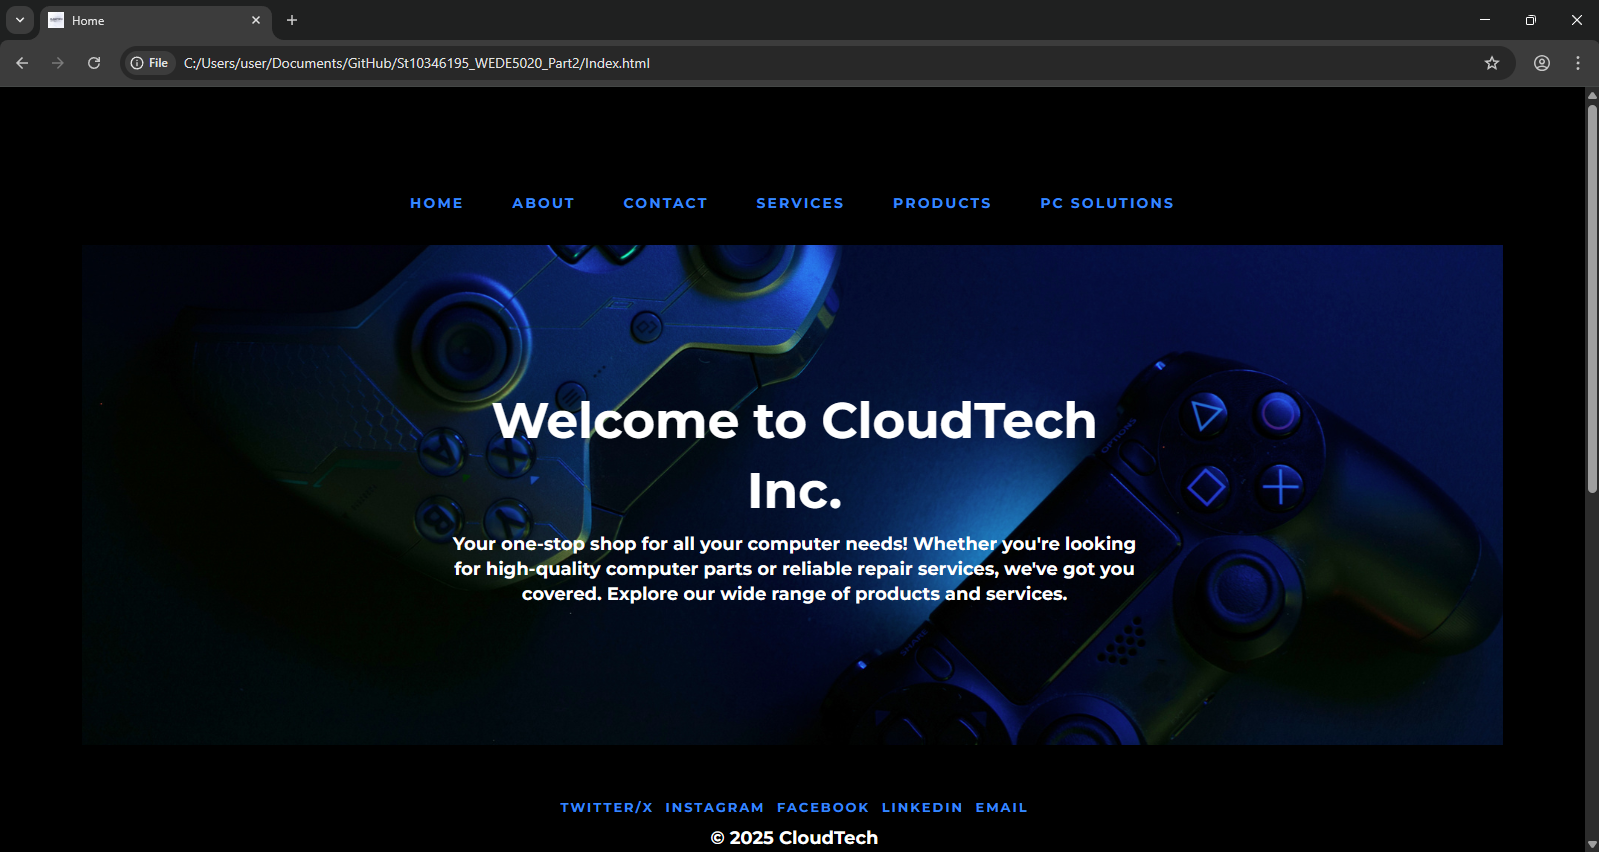 Home
File
C:/Users/user/Documents/GitHub/St10346195_WEDE5020_Part2/Index.html
HOME ABOUT CONTACT SERVICES PRODUCTS PC SOLUTIONS
Welcome to CloudTech
Inc.
Your one-stop shop for all your computer needs! Whether you're looking
for high-quality computer parts or reliable repair services, we've got you
covered. Explore our wide range of products and services.
A
X
B
Y
OPTIONS
SHARE
TWITTER/X INSTAGRAM FACEBOOK LINKEDIN EMAIL
© 2025 CloudTech